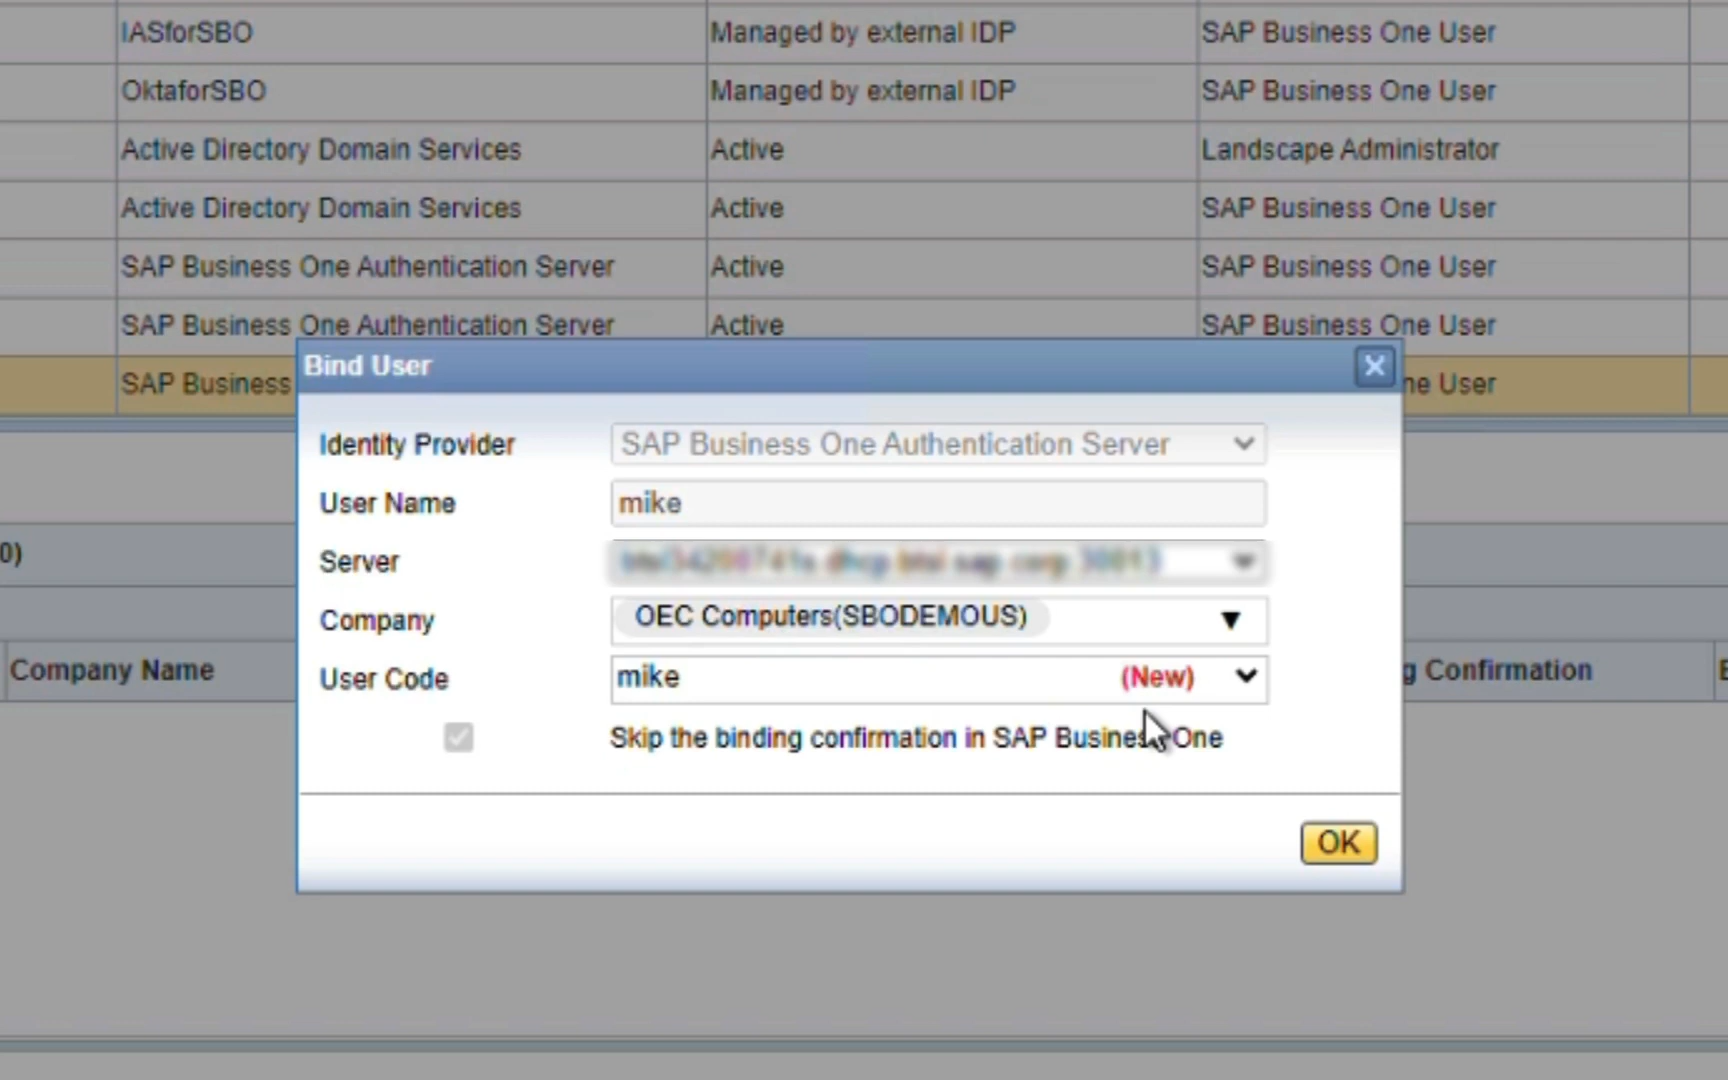 IASforSBO Managed by external IDP SAP Business One User
OktaforSBO Managed by external IDP SAP Business One User
Active Directory Domain Services Active Landscape Administrator
Active Directory Domain Services Active SAP Business One User
SAP Business One Authentication Server Active SAP Business One User
SAP Business One Authentication Server Active SAP Business One User
SAP Business ne User
Bind User
Identity Provider SAP Business One Authentication Server
User Name mike
Server
Company OEC Computers(SBODEMOUS)
User Code mike (New)
Skip the binding confirmation in SAP Business One
OK
0)
Company Name g Confirmation